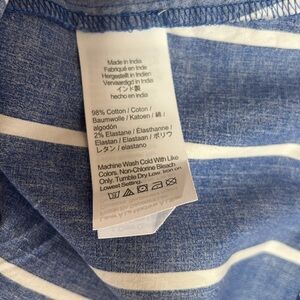 Made in India
Fabriqué en Inde
Hergestellt in Indien
Vervaardigd in India
インド製
hecho en India
98% Cotton / Coton /
Baumwolle / Katoen / 綿 /
algodón
2% Elastane / Élasthanne /
Elastan / Elastaan / ポリウ
レタン / elastano
Machine Wash Cold With Like
Colors. Non-Chlorine Bleach
Only. Tumble Dry Low. Iron on
Lowest Setting.